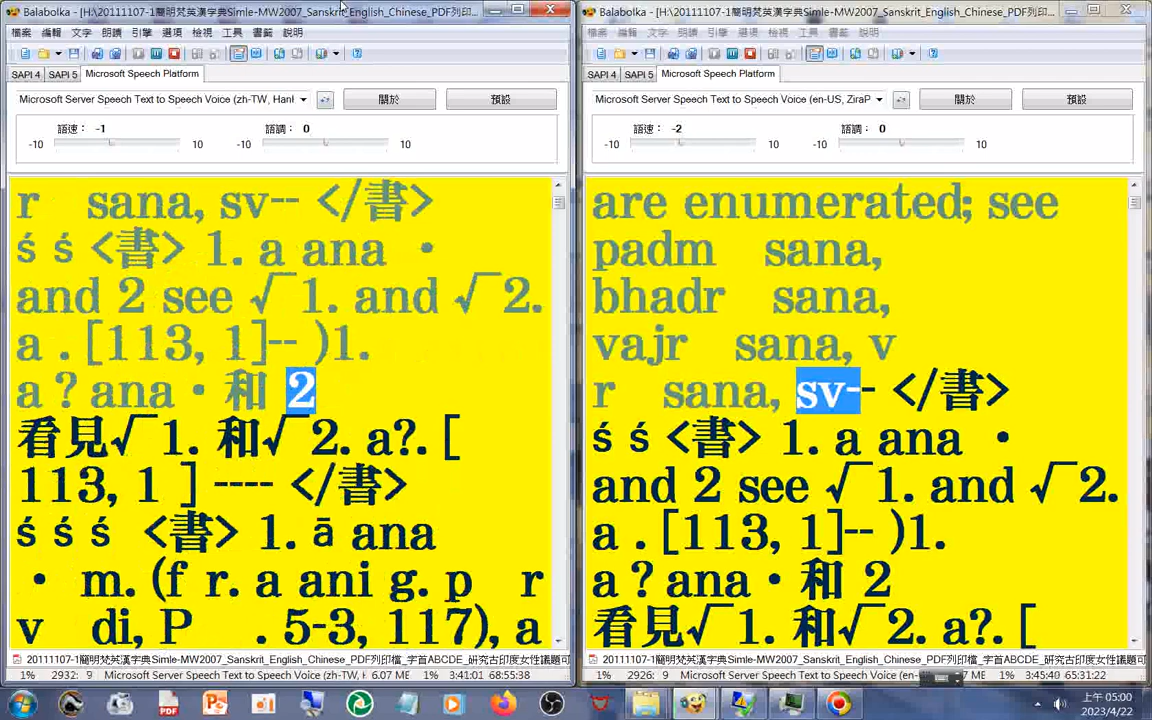 Balabolka - [H:\20111107-1簡明梵英漢字典Simle-MW2007_Sanskrit_English_Chinese_PDF列印...
檔案 編輯 文字 朗讀 引擎 選項 檢視 工具 書籤 說明
SAPI 4 SAPI 5 Microsoft Speech Platform
Microsoft Server Speech Text to Speech Voice (zh-TW, HanI
關於 預設
語速： -1 語調： 0
-10 10 -10 10
r sana, sv-- </書>
ś ś <書> 1. a ana •
and 2 see √1. and √2.
a . [113, 1]-- )1.
a ? ana • 和 2
看見√1. 和√2. a?. [
113, 1 ] ---- </書>
ś ś ś <書> 1. ā ana
• m. (f r. a ani g. p r
v di, P . 5-3, 117), a
20111107-1簡明梵英漢字典Simle-MW2007_Sanskrit_English_Chinese_PDF列印檔_字首ABCDE_研究古印度女性議題可
1% 2932: 9 Microsoft Server Speech Text to Speech Voice (zh-TW, 6.07 ME 1% 3:41:01 68:55:38
Balabolka - [H:\20111107-1簡明梵英漢字典Simle-MW2007_Sanskrit_English_Chinese_PDF列印...
檔案 編輯 文字 朗讀 引擎 選項 檢視 工具 書籤 說明
SAPI 4 SAPI 5 Microsoft Speech Platform
Microsoft Server Speech Text to Speech Voice (en-US, ZiraP
關於 預設
語速： -2 語調： 0
-10 10 -10 10
are enumerated; see
padm sana,
bhadr sana,
vajr sana, v
r sana, sv-- </書>
ś ś <書> 1. a ana •
and 2 see √1. and √2.
a . [113, 1]-- )1.
a ? ana • 和 2
看見√1. 和√2. a?. [
20111107-1簡明梵英漢字典Simle-MW2007_Sanskrit_English_Chinese_PDF列印檔_字首ABCDE_研究古印度女性議題可
1% 2926: 9 Microsoft Server Speech Text to Speech V ME 1% 3:45:40 65:31:22
PDF
上午 05:00
2023/4/22